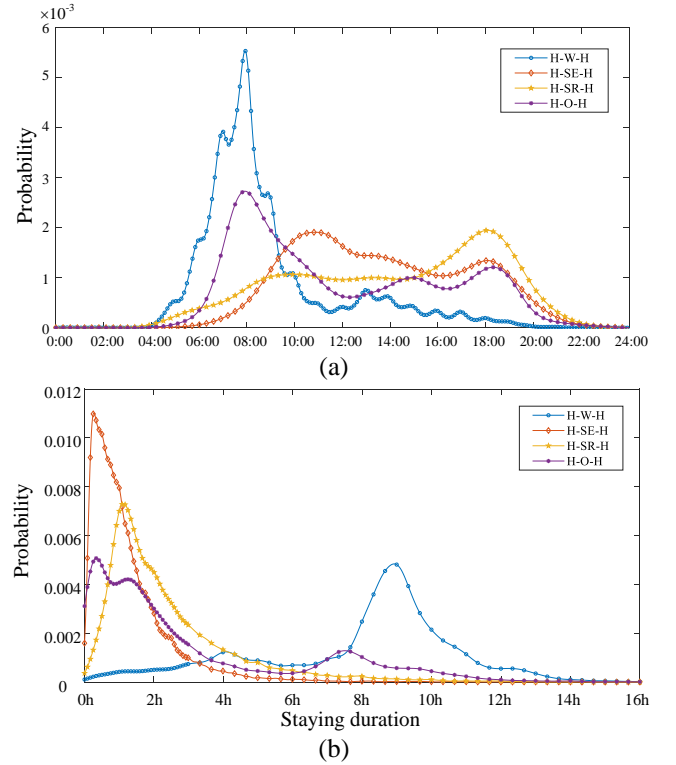 6 ×10⁻³
H-W-H
H-SE-H
H-SR-H
H-O-H
5
4
3
2
1
0
Probability
0:00 02:00 04:00 06:00 08:00 10:00 12:00 14:00 16:00 18:00 20:00 22:00 24:00
(a)
0.012
H-W-H
H-SE-H
H-SR-H
H-O-H
0.010
0.008
0.006
0.004
0.002
0
Probability
0h 2h 4h 6h 8h 10h 12h 14h 16h
Staying duration
(b)